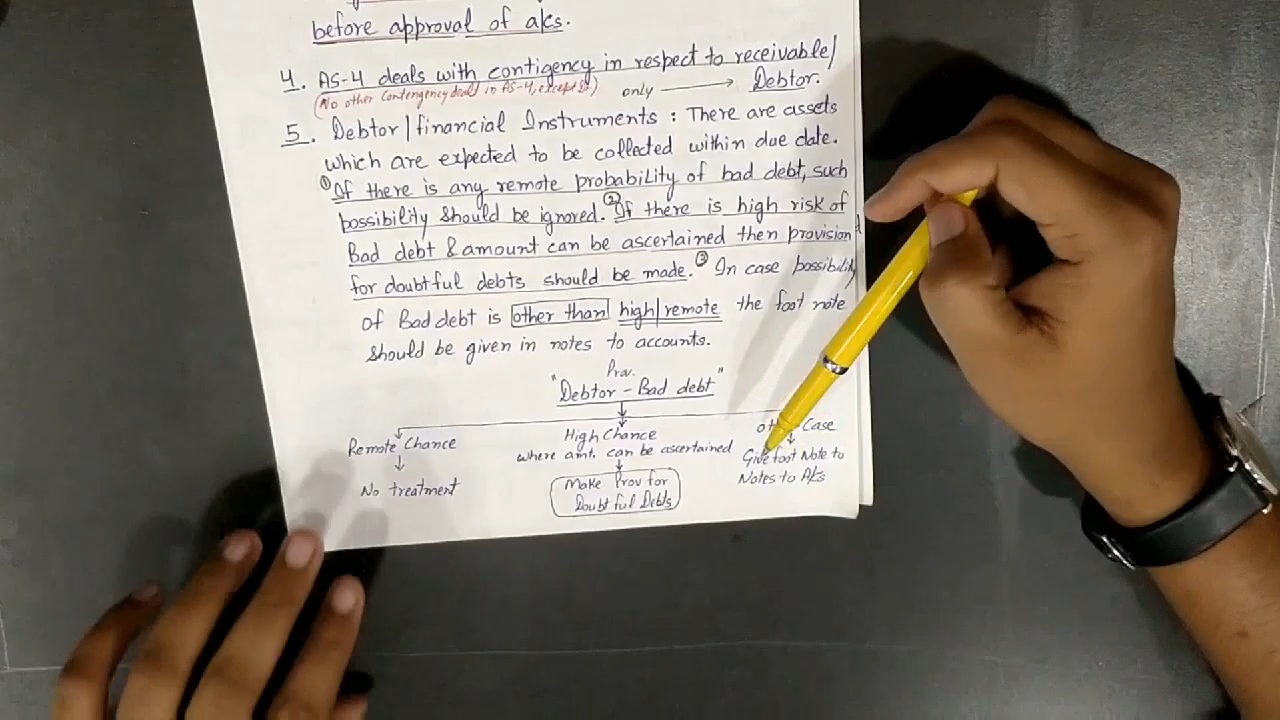 before approval of a/cs.
4. AS-4 deals with contigency in respect to receivable/
(No other Contengency deal in AS-4, except it) only → Debtor.
5. Debtor/financial Instruments : There are assets
which are expected to be collected within due date.
① If there is any remote probability of bad debt, such
possibility should be ignored. ② If there is high risk of
Bad debt & amount can be ascertained then provision
for doubtful debts should be made. ③ In case possibility
of Bad debt is other than high/remote the foot note
should be given in notes to accounts.
Prov.
"Debtor - Bad debt"
Remote Chance
No treatment
High Chance
where amt. can be ascertained
Make Prov for
Doubtful Debts
Case
Give foot Note to
Notes to A/cs